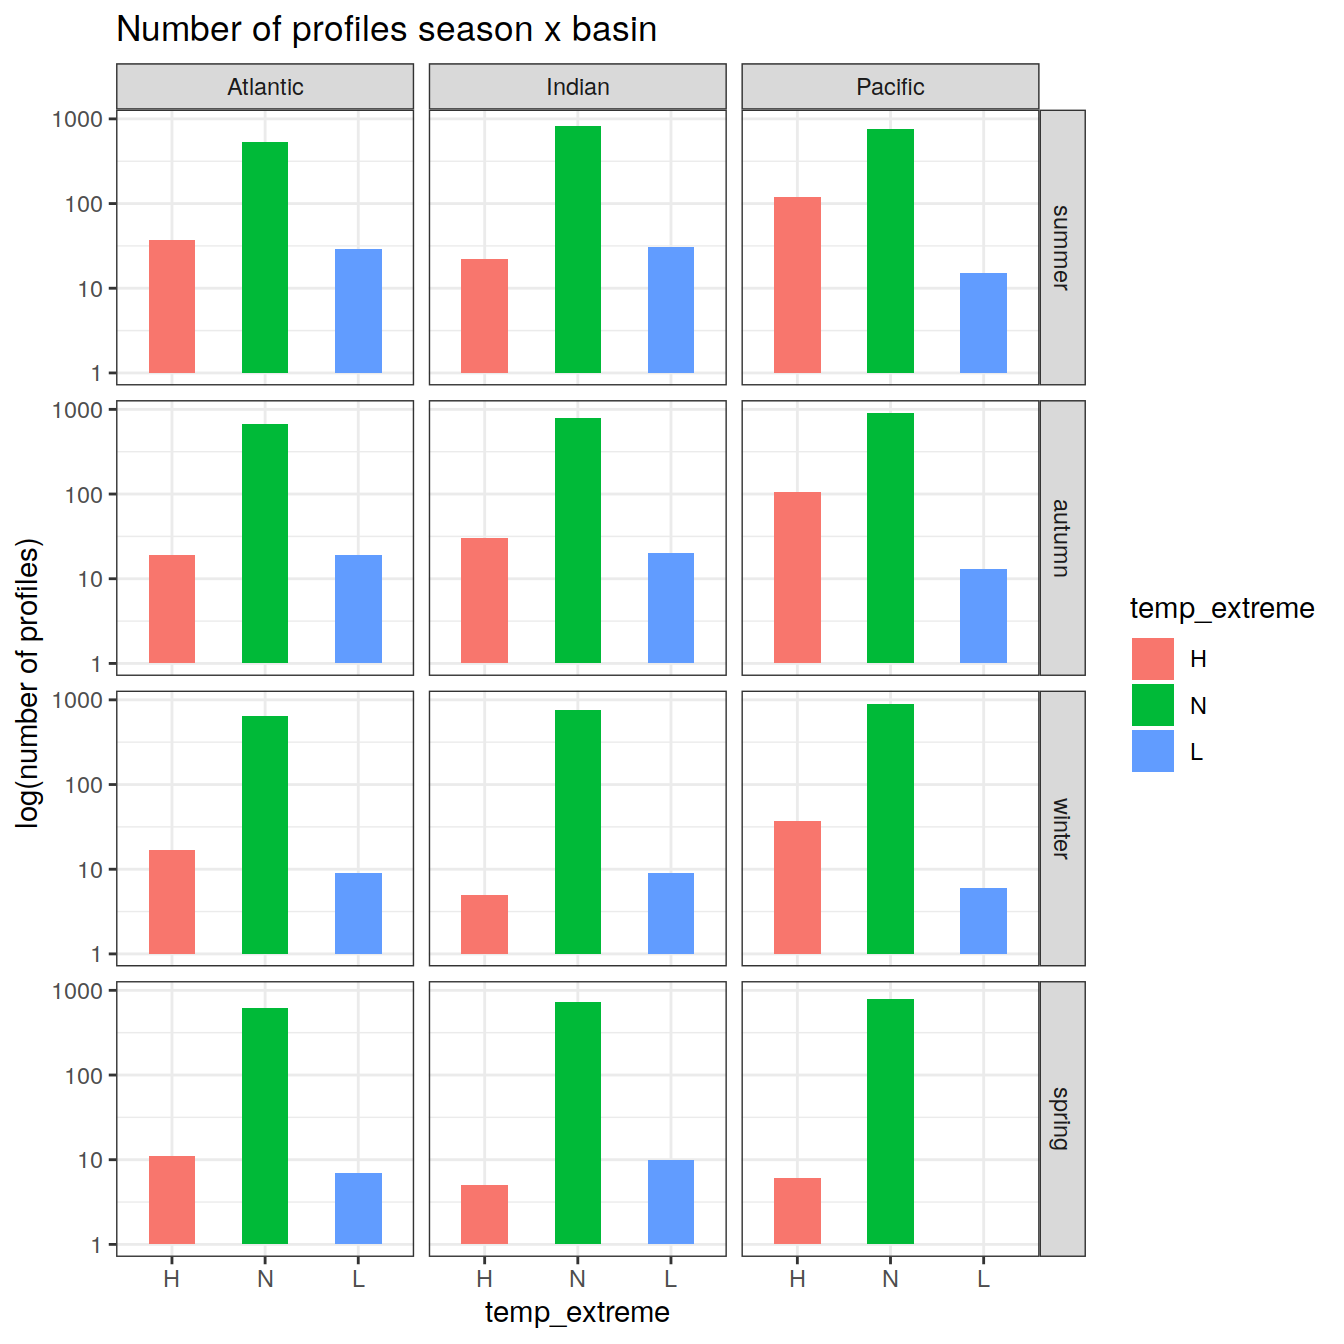 Number of profiles season x basin
Atlantic
Indian
Pacific
1000
100
10
1
summer
1000
100
10
1
autumn
1000
100
10
1
winter
1000
100
10
1
spring
log(number of profiles)
H
N
L
H
N
L
H
N
L
temp_extreme
temp_extreme
H
N
L